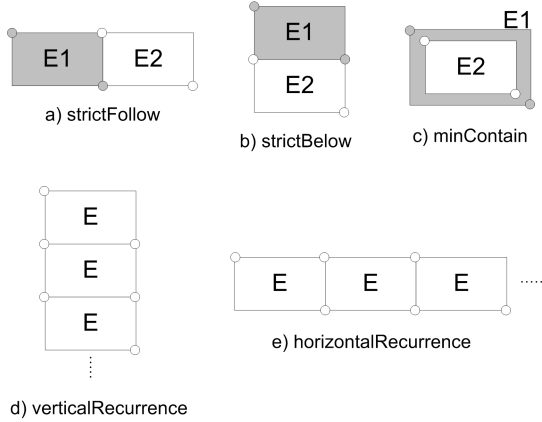 E1 E2
a) strictFollow
E1
E2
b) strictBelow
E1
E2
c) minContain
E
E
E
......
d) verticalRecurrence
E E E .....
e) horizontalRecurrence